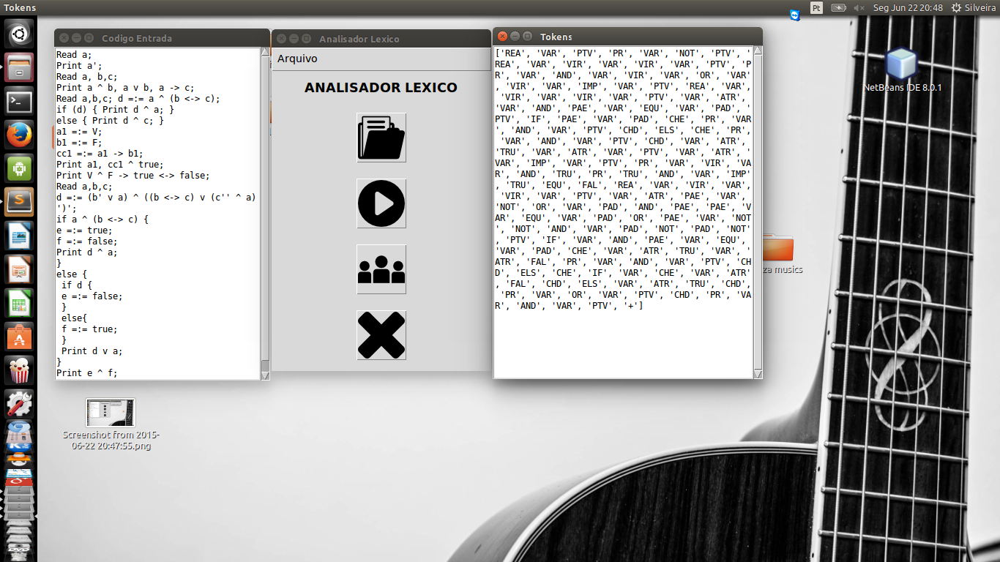 Tokens
Pt
Seg Jun 22 20:48
Silveira
Codigo Entrada
Read a;
Print a';
Read a, b,c;
Print a ^ b, a v b, a -> c;
Read a,b,c; d =:= a ^ (b <-> c);
if (d) { Print d ^ a; }
else { Print d ^ c; }
a1 =:= V;
b1 =:= F;
cc1 =:= a1 -> b1;
Print a1, cc1 ^ true;
Print V ^ F -> true <-> false;
Read a,b,c;
d =:= (b' v a) ^ ((b <-> c) v (c'' ^ a)
')';
if a ^ (b <-> c) {
e =:= true;
f =:= false;
Print d ^ a;
}
else {
if d {
e =:= false;
}
else{
f =:= true;
}
Print d v a;
}
Print e ^ f;
Analisador Lexico
Arquivo
ANALISADOR LEXICO
Tokens
['REA', 'VAR', 'PTV', 'PR', 'VAR', 'NOT', 'PTV', '
REA', 'VAR', 'VIR', 'VAR', 'VIR', 'VAR', 'PTV', 'P
R', 'VAR', 'AND', 'VAR', 'VIR', 'VAR', 'OR', 'VAR'
, 'VIR', 'VAR', 'IMP', 'VAR', 'PTV', 'REA', 'VAR',
'VIR', 'VAR', 'VIR', 'VAR', 'PTV', 'VAR', 'ATR',
'VAR', 'AND', 'PAE', 'VAR', 'EQU', 'VAR', 'PAD', '
PTV', 'IF', 'PAE', 'VAR', 'PAD', 'CHE', 'PR', 'VAR
', 'AND', 'VAR', 'PTV', 'CHD', 'ELS', 'CHE', 'PR',
'VAR', 'AND', 'VAR', 'PTV', 'CHD', 'VAR', 'ATR',
'TRU', 'VAR', 'ATR', 'VAR', 'PTV', 'VAR', 'ATR', '
VAR', 'IMP', 'VAR', 'PTV', 'PR', 'VAR', 'VIR', 'VA
R', 'AND', 'TRU', 'PR', 'TRU', 'AND', 'VAR', 'IMP'
, 'TRU', 'EQU', 'FAL', 'REA', 'VAR', 'VIR', 'VAR',
'VIR', 'VAR', 'PTV', 'VAR', 'ATR', 'PAE', 'VAR',
'NOT', 'OR', 'VAR', 'PAD', 'AND', 'PAE', 'PAE', 'V
AR', 'EQU', 'VAR', 'PAD', 'OR', 'PAE', 'VAR', 'NOT
', 'NOT', 'AND', 'VAR', 'PAD', 'NOT', 'PAD', 'NOT'
, 'PTV', 'IF', 'VAR', 'AND', 'PAE', 'VAR', 'EQU',
'VAR', 'PAD', 'CHE', 'VAR', 'ATR', 'TRU', 'VAR', '
ATR', 'FAL', 'PR', 'VAR', 'AND', 'VAR', 'PTV', 'CH
D', 'ELS', 'CHE', 'IF', 'VAR', 'CHE', 'VAR', 'ATR'
, 'FAL', 'CHD', 'ELS', 'VAR', 'ATR', 'TRU', 'CHD',
'PR', 'VAR', 'OR', 'VAR', 'PTV', 'CHD', 'PR', 'VA
R', 'AND', 'VAR', 'PTV', '+']
NetBeans IDE 8.0.1
za musics
Screenshot from 2015-
06-22 20:47:55.png